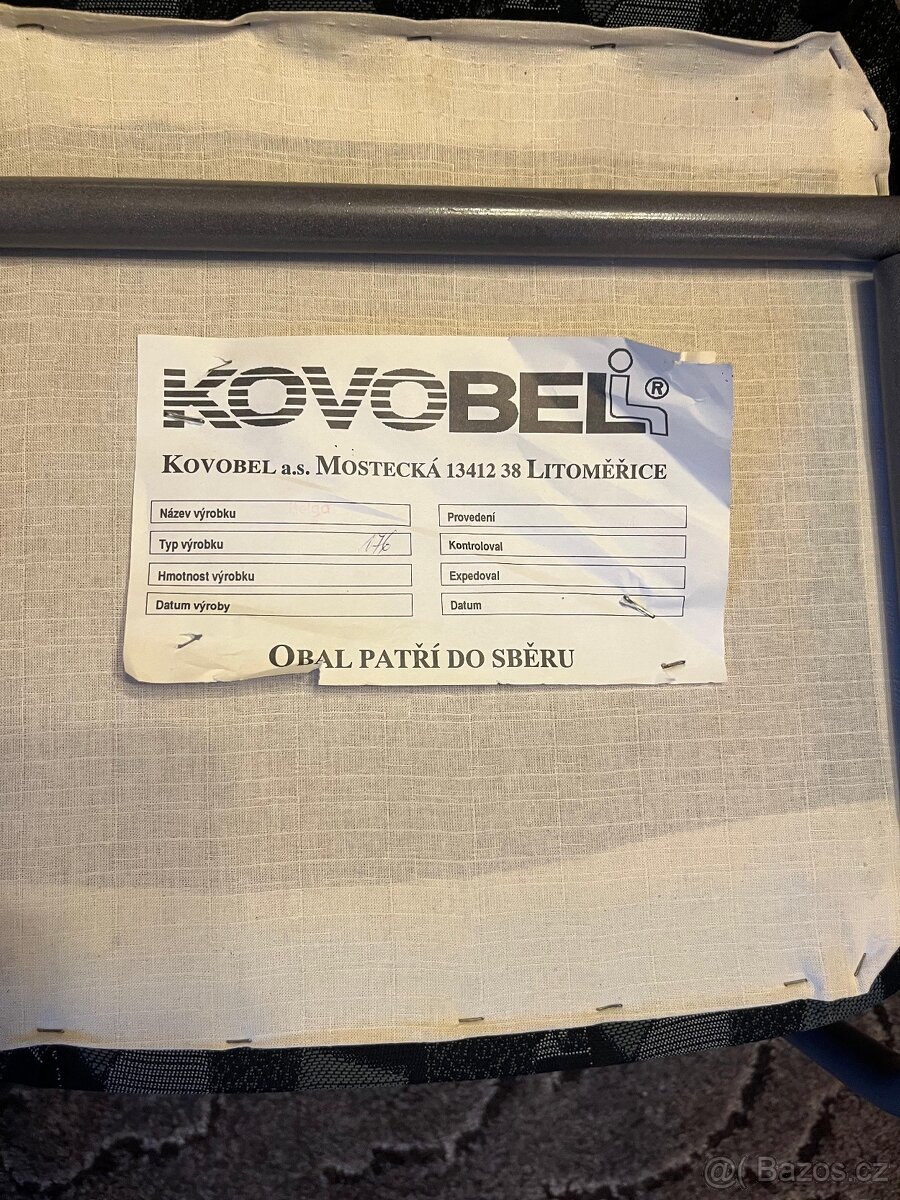 KOVOBEL ®
KOVOBEL a.s. MOSTECKÁ 13412 38 LITOMĚŘICE
Název výrobku Helga
Typ výrobku 176
Hmotnost výrobku
Datum výroby
Provedení
Kontroloval
Expedoval
Datum
OBAL PATŘÍ DO SBĚRU
@( Bazos.cz